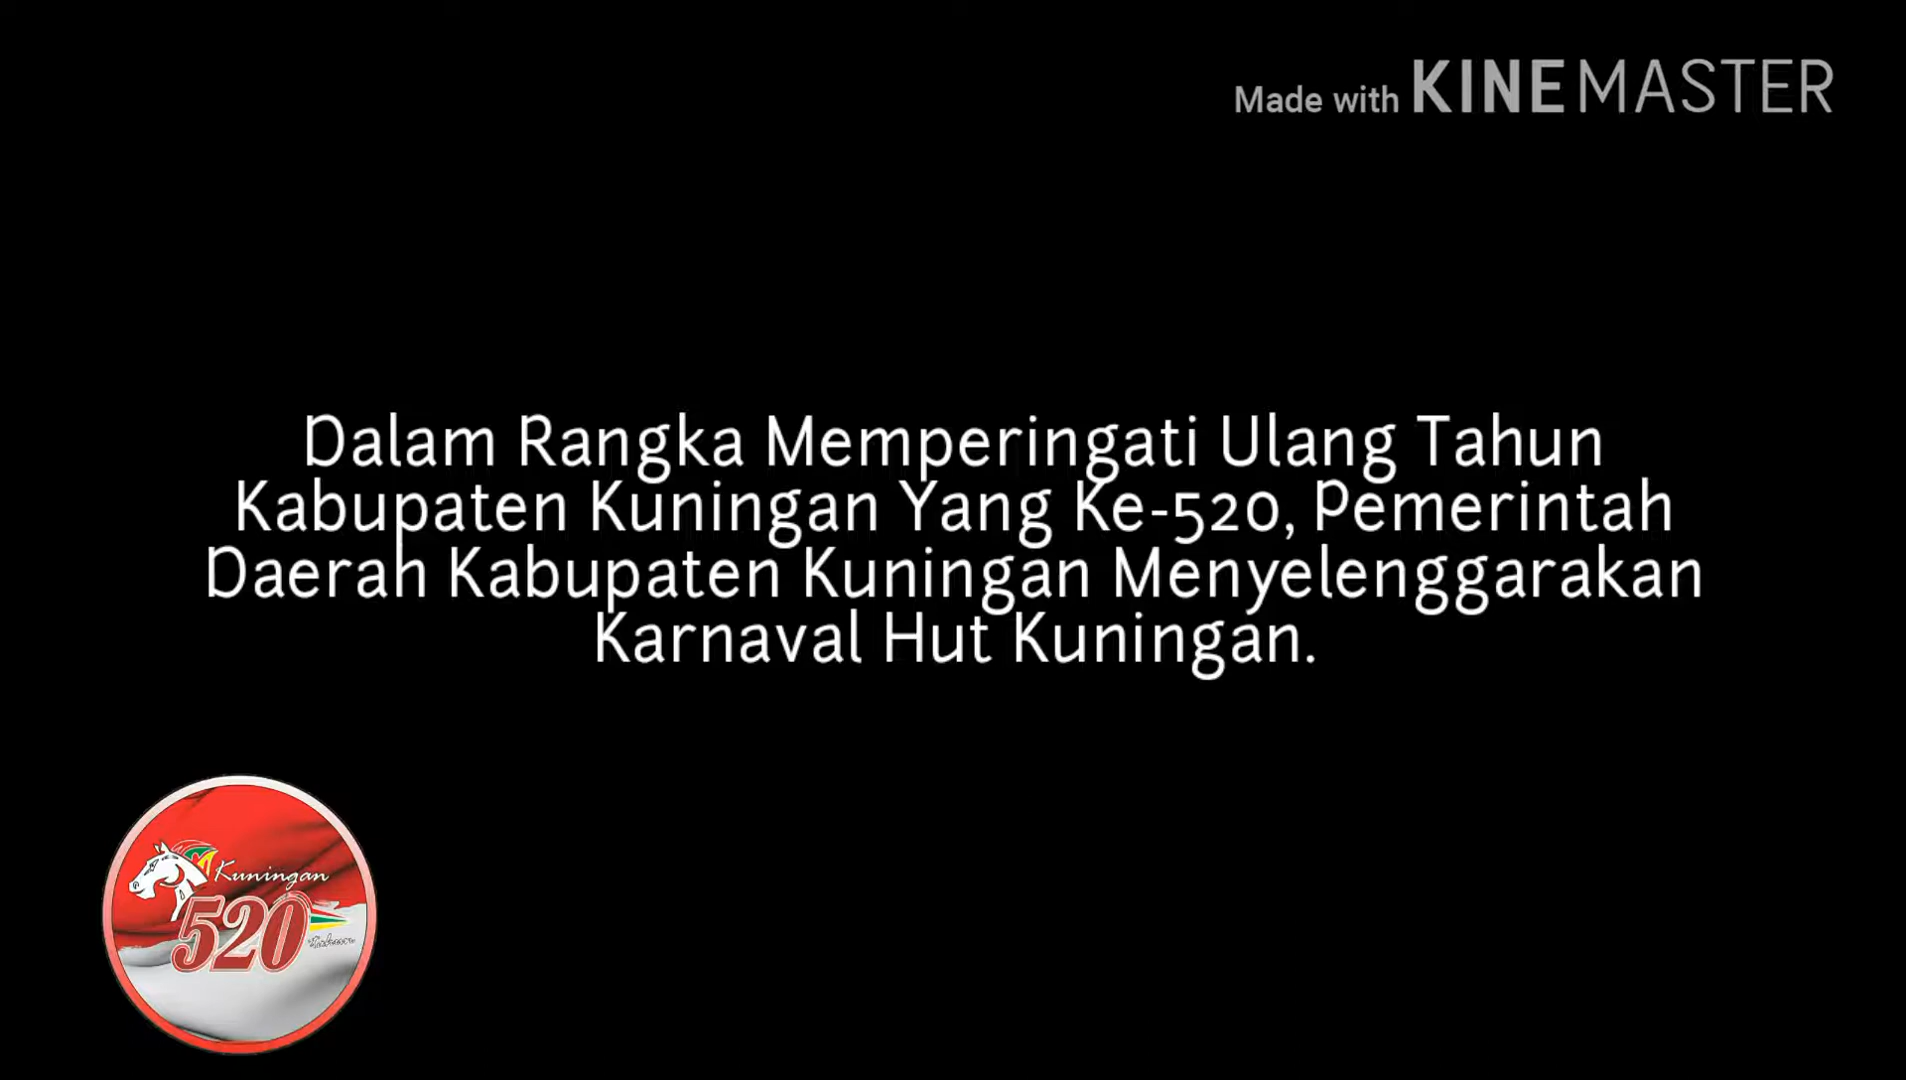 Made with KINEMASTER
Dalam Rangka Memperingati Ulang Tahun
Kabupaten Kuningan Yang Ke-520, Pemerintah
Daerah Kabupaten Kuningan Menyelenggarakan
Karnaval Hut Kuningan.
Kuningan
520